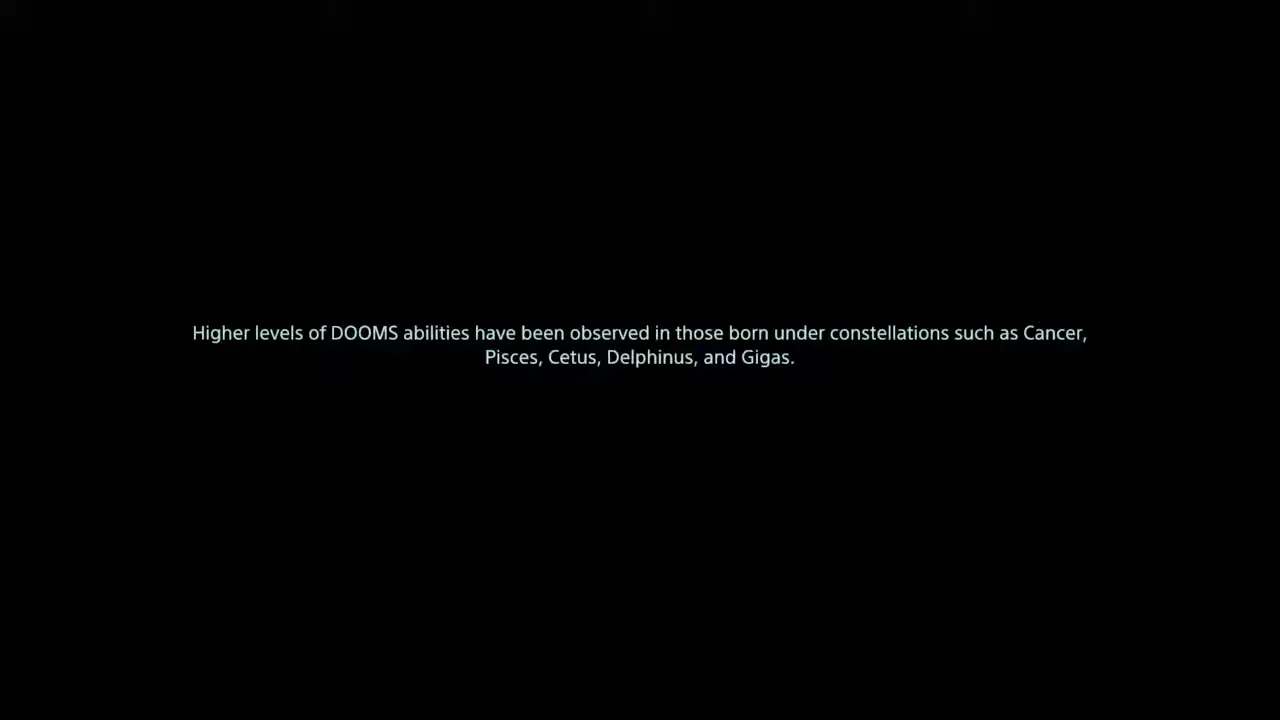 Higher levels of DOOMS abilities have been observed in those born under constellations such as Cancer,
Pisces, Cetus, Delphinus, and Gigas.